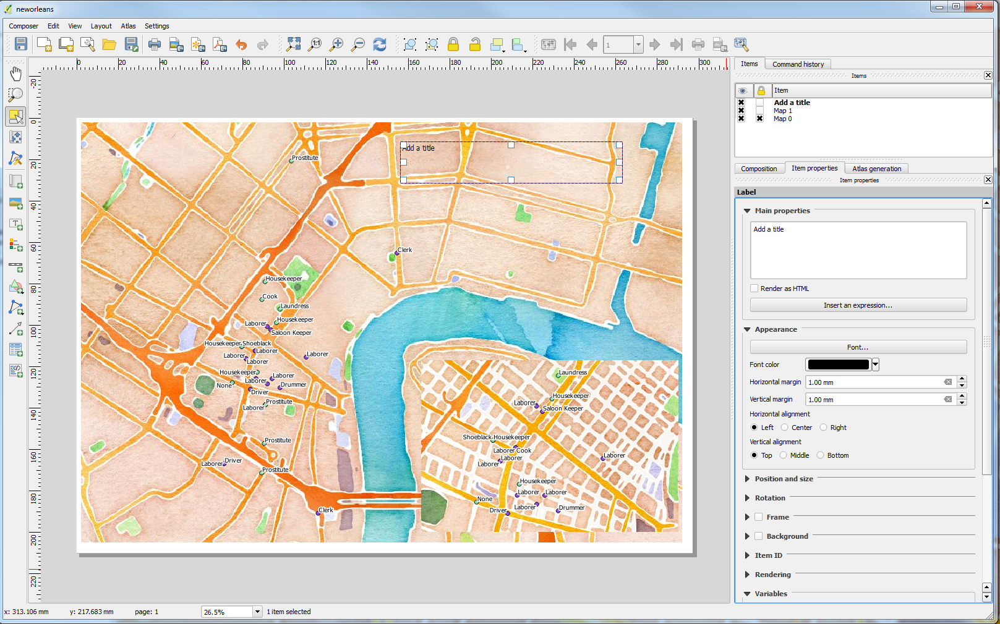 neworleans
Composer Edit View Layout Atlas Settings
1:1
1
0 20 40 60 80 100 120 140 160 180 200 220 240 260 280 300
-20
0
20
40
60
80
100
120
140
160
180
200
220
Add a title
Prostitute
Clerk
Housekeeper
Cook
Laundress
Laborer Housekeeper
Saloon Keeper
Housekeeper Shoeblack
Laborer Laborer Laborer
Laborer
Housekeeper Laborer
None Laborer Drummer
Driver
Prostitute
Laborer
Prostitute
Laborer Driver
Prostitute
Clerk
Laundress
Housekeeper
Laborer
Saloon Keeper
Shoeblack Housekeeper
Laborer Cook
Laborer Laborer
Laborer
Housekeeper
Laborer Laborer
None
Laborer Drummer
Driver
Items Command history
Items
Item
Add a title
Map 1
Map 0
Composition Item properties Atlas generation
Item properties
Label
Main properties
Add a title
Render as HTML
Insert an expression...
Appearance
Font...
Font color
Horizontal margin 1.00 mm
Vertical margin 1.00 mm
Horizontal alignment
Left Center Right
Vertical alignment
Top Middle Bottom
Position and size
Rotation
Frame
Background
Item ID
Rendering
Variables
x: 313.106 mm y: 217.683 mm page: 1 26.5% 1 item selected